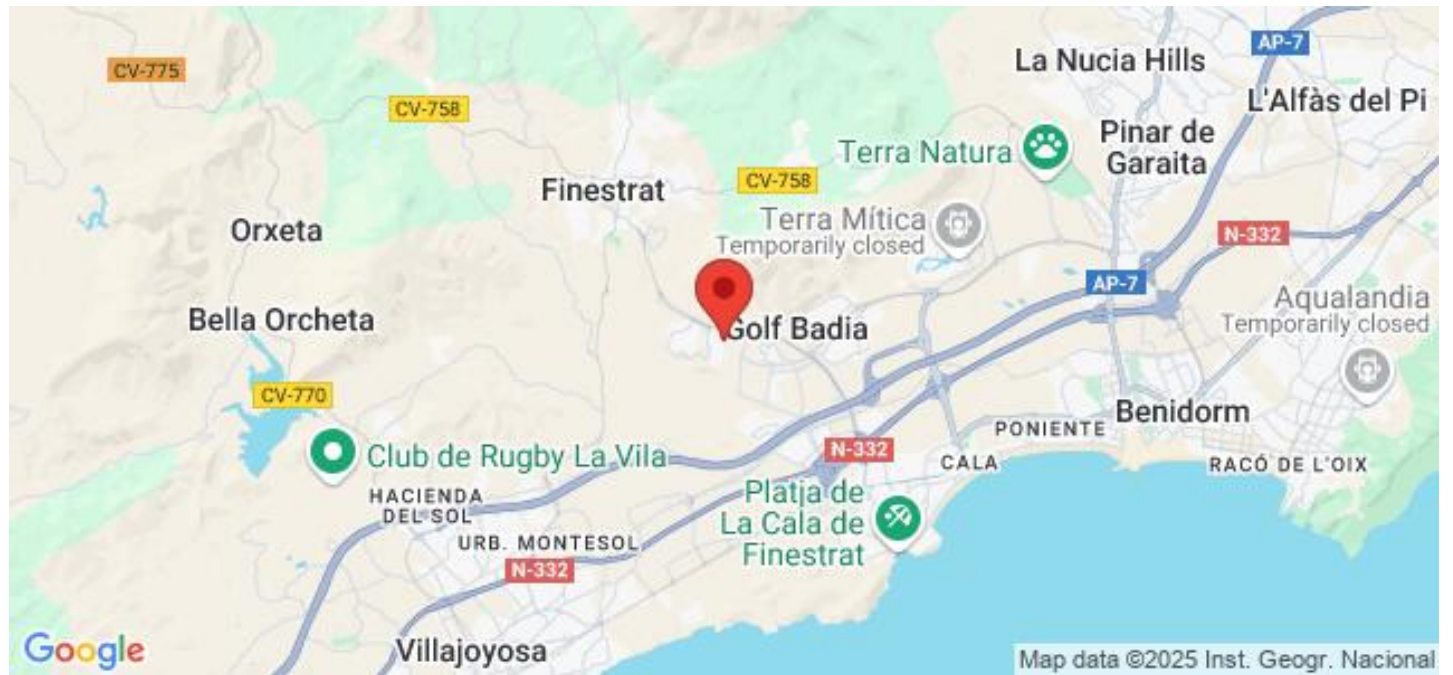 CV-775
CV-758
La Nucia Hills
AP-7
L'Alfàs del Pi
Pinar de
Garaita
Terra Natura
CV-758
Finestrat
Terra Mítica
Temporarily closed
N-332
Orxeta
AP-7
Aqualandia
Temporarily closed
Bella Orcheta
Golf Badia
CV-770
Benidorm
PONIENTE
N-332
CALA
RACÓ DE L'OIX
Club de Rugby La Vila
HACIENDA
DEL SOL
Platja de
La Cala de
Finestrat
URB. MONTESOL
N-332
Villajoyosa
Google
Map data ©2025 Inst. Geogr. Nacional